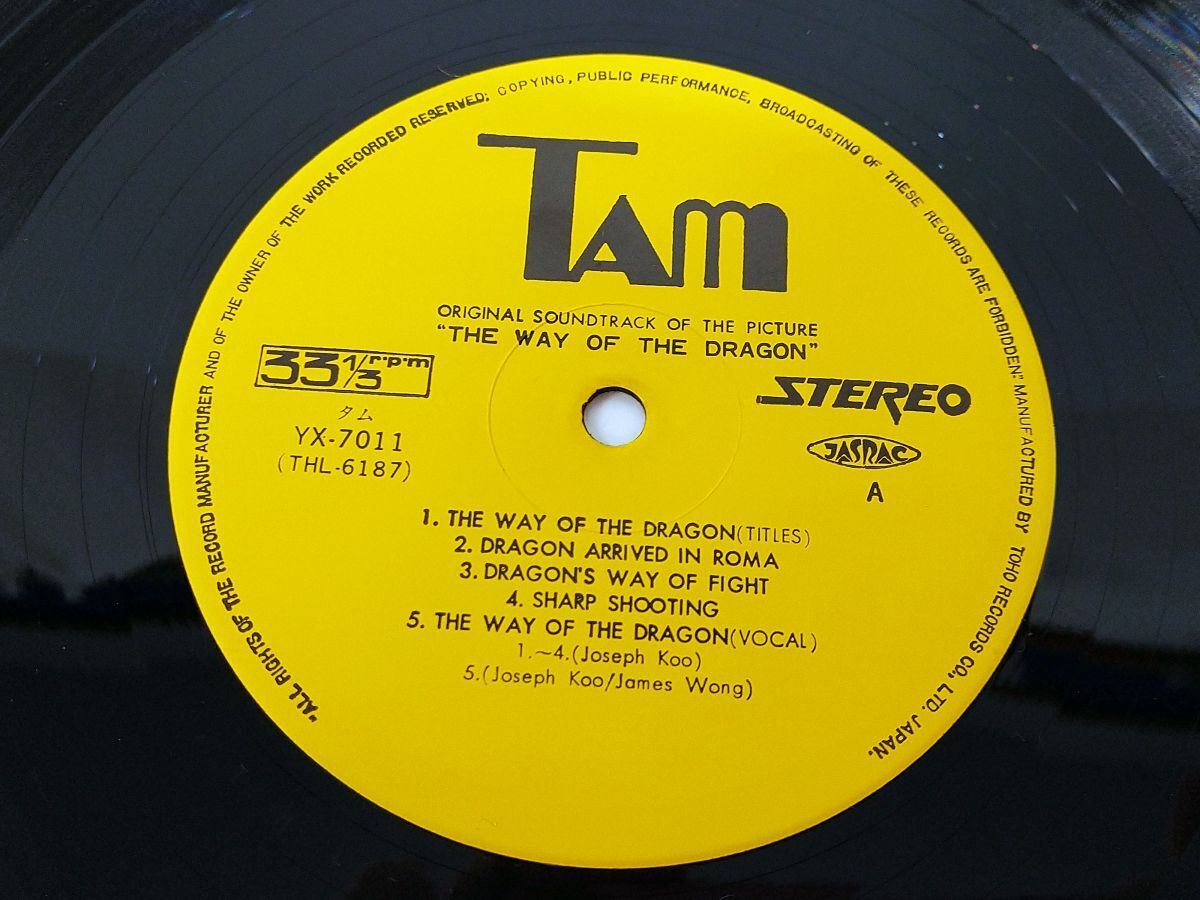 "ALL RIGHTS OF THE RECORD MANUFACTURER AND OF THE OWNER OF THE WORK RECORDED RESERVED; COPYING, PUBLIC PERFORMANCE, BROADCASTING OF THESE RECORDS ARE FORBIDDEN." MANUFACTURED BY TOHO RECORDS CO., LTD. JAPAN.
TAM
ORIGINAL SOUNDTRACK OF THE PICTURE
"THE WAY OF THE DRAGON"
33 1/3 r·p·m
タム
YX-7011
(THL-6187)
STEREO
JASRAC
A
1. THE WAY OF THE DRAGON(TITLES)
2. DRAGON ARRIVED IN ROMA
3. DRAGON'S WAY OF FIGHT
4. SHARP SHOOTING
5. THE WAY OF THE DRAGON(VOCAL)
1.~4.(Joseph Koo)
5.(Joseph Koo/James Wong)